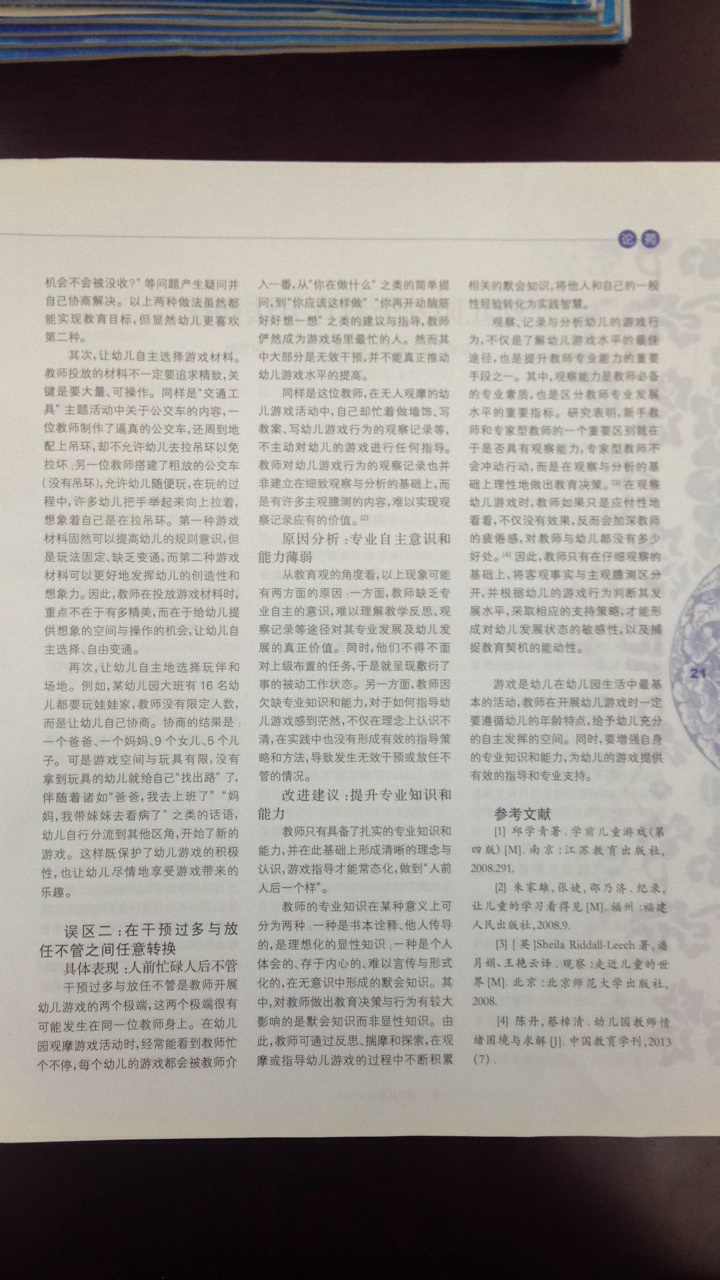 论 苑
机会不会被没收?”等问题产生疑问并
自己协商解决。以上两种做法虽然都
能实现教育目标,但显然幼儿更喜欢
第二种。
其次,让幼儿自主选择游戏材料。
教师投放的材料不一定要追求精致,关
键是要大量、可操作。同样是“交通工
具”主题活动中关于公交车的内容,一
位教师制作了逼真的公交车,还周到地
配上吊环,却不允许幼儿去拉吊环以免
拉坏;另一位教师搭建了粗放的公交车
(没有吊环),允许幼儿随便玩,在玩的过
程中,许多幼儿把手举起来向上拉着,
想象着自己是在拉吊环。第一种游戏
材料固然可以提高幼儿的规则意识,但
是玩法固定、缺乏变通,而第二种游戏
材料可以更好地发挥幼儿的创造性和
想象力。因此,教师在投放游戏材料时,
重点不在于有多精美,而在于给幼儿提
供想象的空间与操作的机会,让幼儿自
主选择、自由变通。
再次,让幼儿自主地选择玩伴和
场地。例如,某幼儿园大班有16名幼
儿都要玩娃娃家,教师没有限定人数,
而是让幼儿自己协商。协商的结果是:
一个爸爸、一个妈妈、9个女儿、5个儿
子。可是游戏空间与玩具有限,没有
拿到玩具的幼儿就给自己“找出路”了,
伴随着诸如“爸爸,我去上班了”“妈
妈,我带妹妹去看病了”之类的话语,
幼儿自行分流到其他区角,开始了新的
游戏。这样既保护了幼儿游戏的积极
性,也让幼儿尽情地享受游戏带来的
乐趣。
误区二:在干预过多与放
任不管之间任意转换
具体表现:人前忙碌人后不管
干预过多与放任不管是教师开展
幼儿游戏的两个极端,这两个极端很有
可能发生在同一位教师身上。在幼儿
园观摩游戏活动时,经常能看到教师忙
个不停,每个幼儿的游戏都会被教师介
入一番,从“你在做什么”之类的简单提
问,到“你应该这样做”“你再开动脑筋
好好想一想”之类的建议与指导,教师
俨然成为游戏场里最忙的人。然而其
中大部分是无效干预,并不能真正推动
幼儿游戏水平的提高。
同样是这位教师,在无人观摩的幼
儿游戏活动中,自己却忙着做墙饰、写
教案、写幼儿游戏行为的观察记录等,
不主动对幼儿的游戏进行任何指导。
教师对幼儿游戏行为的观察记录也并
非建立在细致观察与分析的基础上,而
是有许多主观臆测的内容,难以实现观
察记录应有的价值。[2]
原因分析:专业自主意识和
能力薄弱
从教育观的角度看,以上现象可能
有两方面的原因:一方面,教师缺乏专
业自主的意识,难以理解教学反思、观
察记录等途径对其专业发展及幼儿发
展的真正价值。同时,他们不得不面
对上级布置的任务,于是就呈现敷衍了
事的被动工作状态。另一方面,教师因
欠缺专业知识和能力,对于如何指导幼
儿游戏感到茫然,不仅在理念上认识不
清,在实践中也没有形成有效的指导策
略和方法,导致发生无效干预或放任不
管的情况。
改进建议:提升专业知识和
能力
教师只有具备了扎实的专业知识和
能力,并在此基础上形成清晰的理念与
认识,游戏指导才能常态化,做到“人前
人后一个样”。
教师的专业知识在某种意义上可
分为两种:一种是书本诠释、他人传导
的,是理想化的显性知识;一种是个人
体会的、存于内心的、难以言传与形式
化的,在无意识中形成的默会知识。其
中,对教师做出教育决策与行为有较大
影响的是默会知识而非显性知识。由
此,教师可通过反思、揣摩和探索,在观
摩或指导幼儿游戏的过程中不断积累
相关的默会知识,将他人和自己的一般
性经验转化为实践智慧。
观察、记录与分析幼儿的游戏行
为,不仅是了解幼儿游戏水平的最佳
途径,也是提升教师专业能力的重要
手段之一。其中,观察能力是教师必备
的专业素质,也是区分教师专业发展
水平的重要指标。研究表明,新手教
师和专家型教师的一个重要区别就在
于是否具有观察能力,专家型教师不
会冲动行动,而是在观察与分析的基
础上理性地做出教育决策。[3]在观察
幼儿游戏时,教师如果只是应付性地
看看,不仅没有效果,反而会加深教师
的疲倦感,对教师与幼儿都没有多少
好处。[4]因此,教师只有在仔细观察的
基础上,将客观事实与主观臆测区分
开,并根据幼儿的游戏行为判断其发
展水平,采取相应的支持策略,才能形
成对幼儿发展状态的敏感性,以及捕
捉教育契机的能动性。
游戏是幼儿在幼儿园生活中最基
本的活动,教师在开展幼儿游戏时一定
要遵循幼儿的年龄特点,给予幼儿充分
的自主发挥的空间。同时,要增强自身
的专业知识和能力,为幼儿的游戏提供
有效的指导和专业支持。
参考文献
[1] 邱学青著.学前儿童游戏(第
四版)[M].南京:江苏教育出版社,
2008.291.
[2] 朱家雄,张婕,邵乃济.纪录,
让儿童的学习看得见[M].福州:福建
人民出版社,2008.9.
[3] [英]Sheila Riddall-Leech著,潘
月娟、王艳云译.观察:走近儿童的世
界[M].北京:北京师范大学出版社,
2008.
[4] 陈丹,蔡樟清.幼儿园教师情
绪困境与求解[J].中国教育学刊,2013
(7).
21